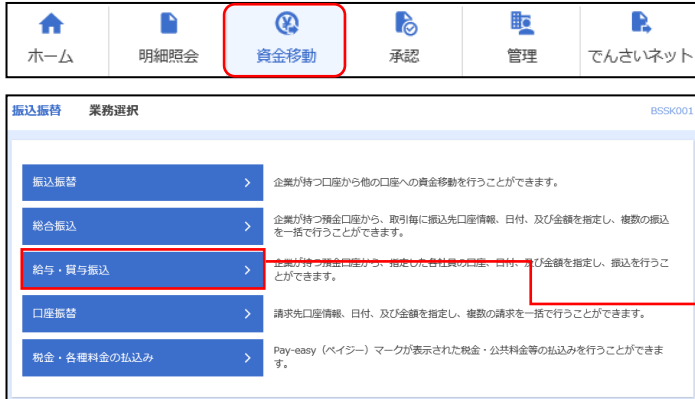 ホーム 明細照会 資金移動 承認 管理 でんさいネット
振込振替 業務選択 BSSK001
振込振替 企業が持つ口座から他の口座への資金移動を行うことができます。
総合振込 企業が持つ預金口座から、取引毎に振込先口座情報、日付、及び金額を指定し、複数の振込
を一括で行うことができます。
給与・賞与振込 企業が持つ預金口座から、指定した各社員の口座、日付、及び金額を指定し、振込を行うこ
とができます。
口座振替 請求先口座情報、日付、及び金額を指定し、複数の請求を一括で行うことができます。
税金・各種料金の払込み Pay-easy（ペイジー）マークが表示された税金・公共料金等の払込みを行うことができま
す。